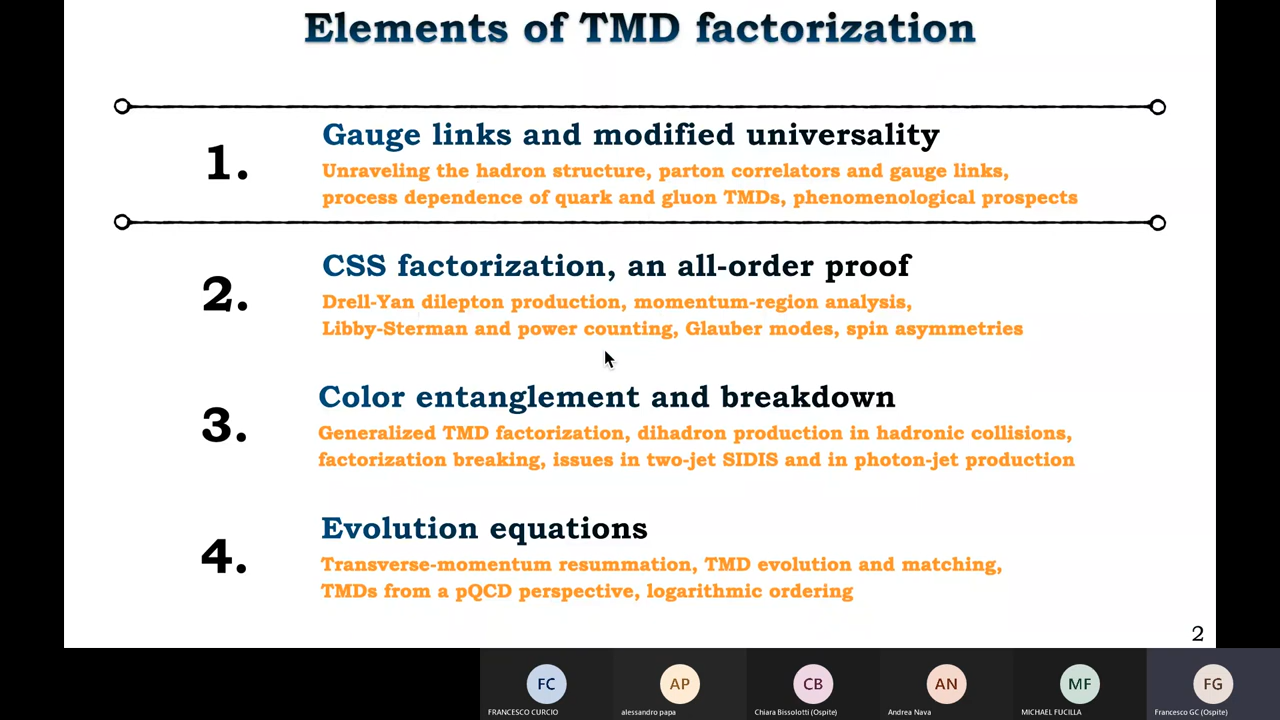 Elements of TMD factorization
1.
Gauge links and modified universality
Unraveling the hadron structure, parton correlators and gauge links,
process dependence of quark and gluon TMDs, phenomenological prospects
2.
CSS factorization, an all-order proof
Drell-Yan dilepton production, momentum-region analysis,
Libby-Sterman and power counting, Glauber modes, spin asymmetries
3.
Color entanglement and breakdown
Generalized TMD factorization, dihadron production in hadronic collisions,
factorization breaking, issues in two-jet SIDIS and in photon-jet production
4.
Evolution equations
Transverse-momentum resummation, TMD evolution and matching,
TMDs from a pQCD perspective, logarithmic ordering
2
FC
AP
CB
AN
MF
FG
FRANCESCO CURCIO
alessandro papa
Chiara Bissolotti (Ospite)
Andrea Nava
MICHAEL FUCILLA
Francesco GC (Ospite)